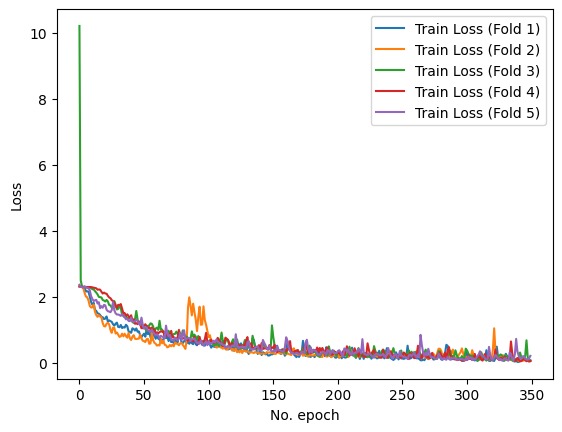 Train Loss (Fold 1)
Train Loss (Fold 2)
Train Loss (Fold 3)
Train Loss (Fold 4)
Train Loss (Fold 5)
10
8
6
4
2
0
Loss
0 50 100 150 200 250 300 350
No. epoch